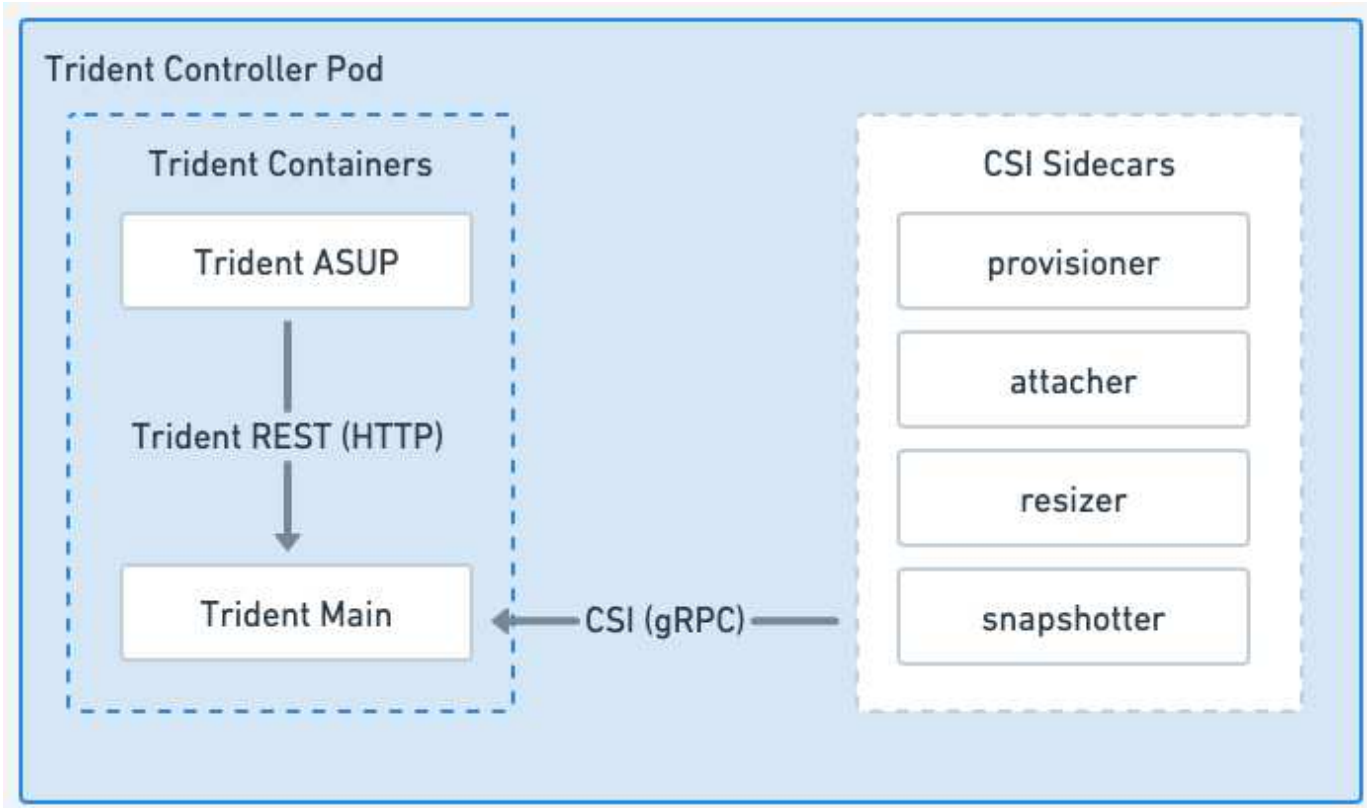 Trident Controller Pod
Trident Containers
Trident ASUP
Trident REST (HTTP)
Trident Main
CSI (gRPC)
CSI Sidecars
provisioner
attacher
resizer
snapshotter